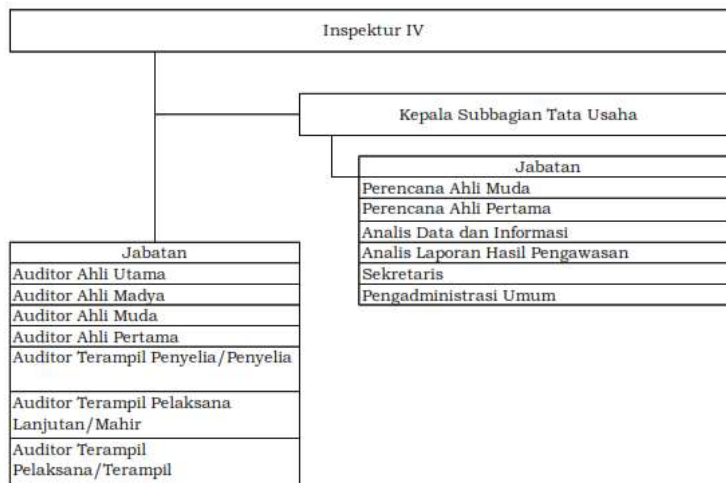 Inspektur IV
Kepala Subbagian Tata Usaha
Jabatan
Perencana Ahli Muda
Perencana Ahli Pertama
Analis Data dan Informasi
Analis Laporan Hasil Pengawasan
Sekretaris
Pengadministrasi Umum
Jabatan
Auditor Ahli Utama
Auditor Ahli Madya
Auditor Ahli Muda
Auditor Ahli Pertama
Auditor Terampil Penyelia/Penyelia
Auditor Terampil Pelaksana
Lanjutan/Mahir
Auditor Terampil
Pelaksana/Terampil